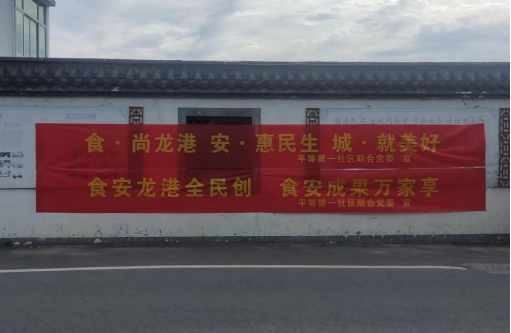 食·尚龙港 安·惠民生 城·就美好
平等第一社区联合党委 宣
食安龙港全民创 食安成果万家享
平等第一社区联合党委 宣